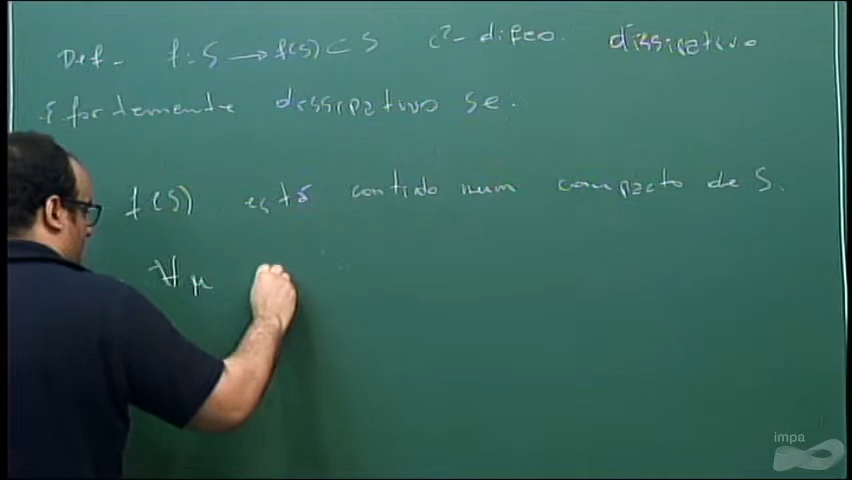 Def- f: S → f(S) ⊂ S C²- difeo. dissipativo
é fortemente dissipativo se:
f(S) está contido num compacto de S.
∀ μ
impa